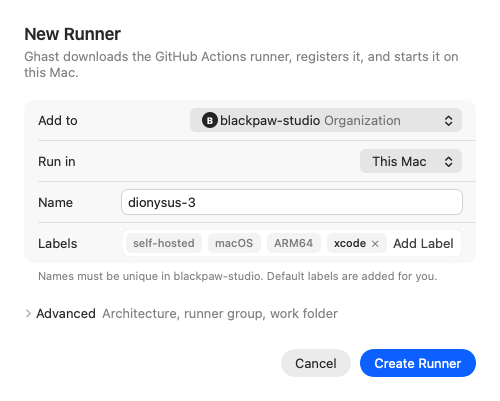 New Runner
Ghast downloads the GitHub Actions runner, registers it, and starts it on
this Mac.
Add to B blackpaw-studio Organization
Run in This Mac
Name dionysus-3
Labels self-hosted macOS ARM64 xcode × Add Label
Names must be unique in blackpaw-studio. Default labels are added for you.
Advanced Architecture, runner group, work folder
Cancel Create Runner